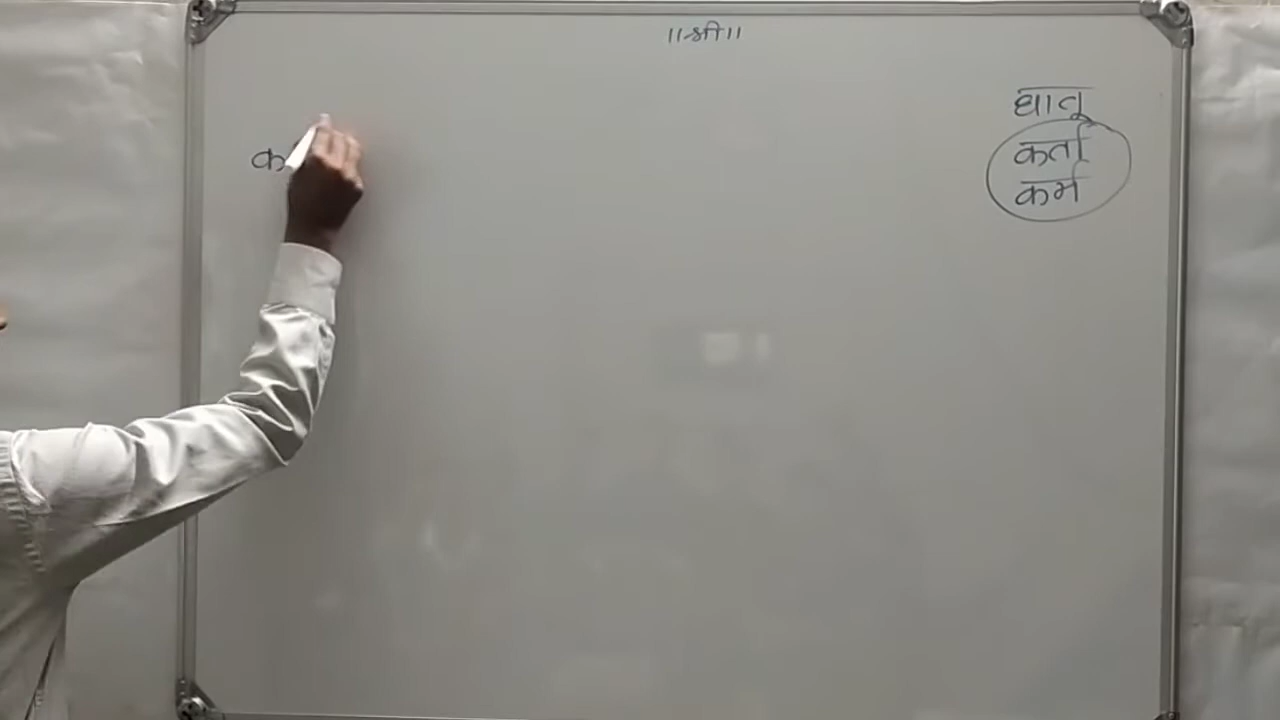 ॥श्री॥
धातू
कर्ता
कर्म
क